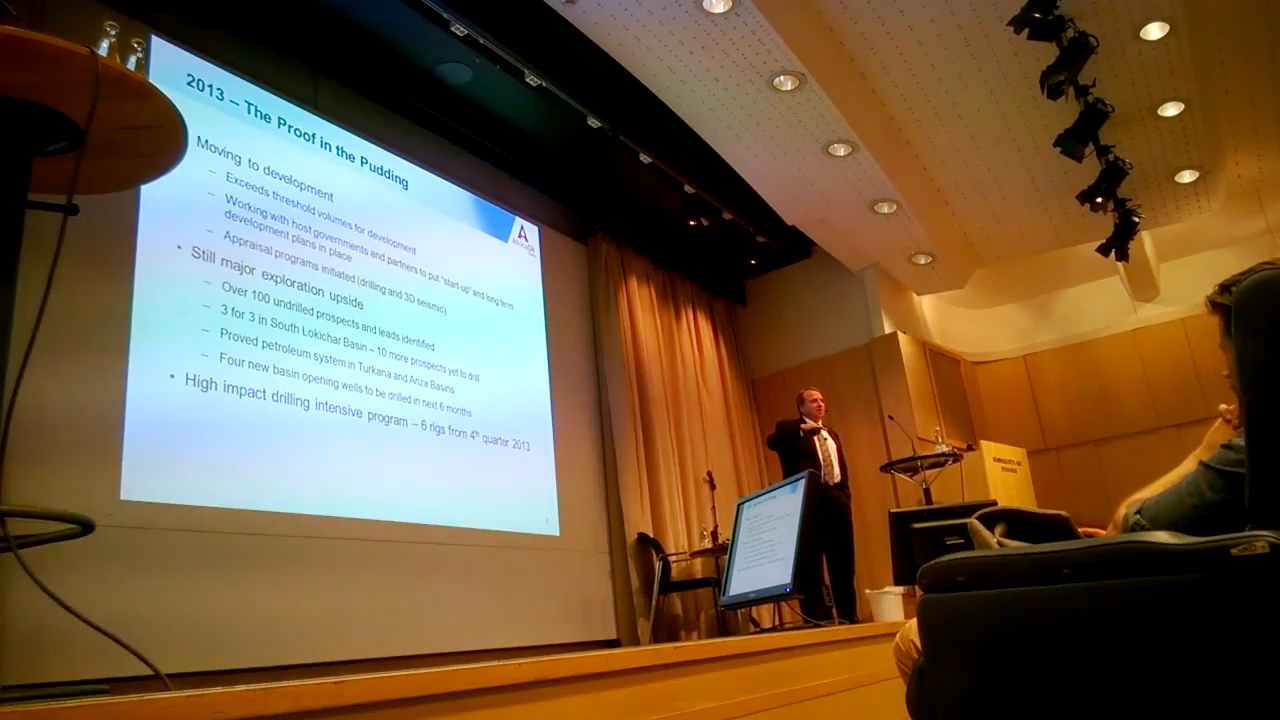 2013 – The Proof in the Pudding
Moving to development
– Exceeds threshold volumes for development
– Working with host governments and partners to put “start-up” and long term
development plans in place
– Appraisal programs initiated (drilling and 3D seismic)
• Still major exploration upside
– Over 100 undrilled prospects and leads identified
– 3 for 3 in South Lokichar Basin – 10 more prospects yet to drill
– Proved petroleum system in Turkana and Anza Basins
– Four new basin opening wells to be drilled in next 6 months
• High impact drilling intensive program – 6 rigs from 4th quarter 2013